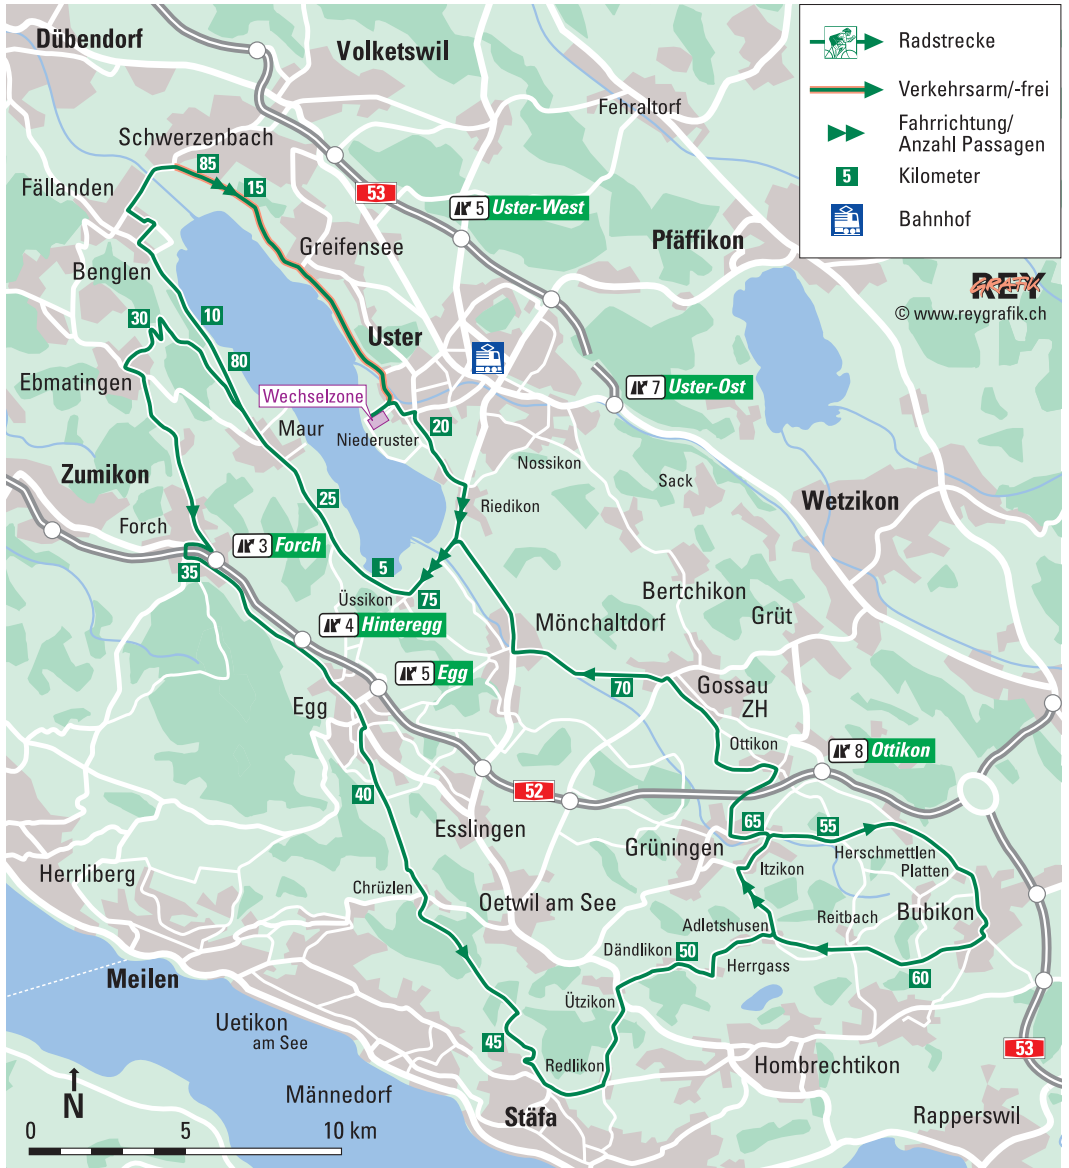 Dübendorf
Volketswil
Fehraltorf
Schwerzenbach
Fällanden
Greifensee
Pfäffikon
Benglen
Uster
Ebmatingen
Wechselzone
Niederuster
Maur
Nossikon
Sack
Zumikon
Riedikon
Wetzikon
Forch
Üssikon
Bertchikon
Grüt
Mönchaltdorf
Gossau
ZH
Egg
Ottikon
Esslingen
Grüningen
Itzikon
Herschmettlen
Platten
Herrliberg
Chrüzlen
Oetwil am See
Adletshusen
Reitbach
Bubikon
Dändlikon
Herrgass
Meilen
Ützikon
Uetikon
am See
Redlikon
Hombrechtikon
Männedorf
Stäfa
Rapperswil
85
15
10
80
30
20
25
5
75
35
70
40
65
55
50
60
45
53
52
53
5 Uster-West
7 Uster-Ost
3 Forch
4 Hinteregg
5 Egg
8 Ottikon
Radstrecke
Verkehrsarm/-frei
Fahrrichtung/
Anzahl Passagen
5 Kilometer
Bahnhof
REY
GRAFIK
© www.reygrafik.ch
N
0 5 10 km